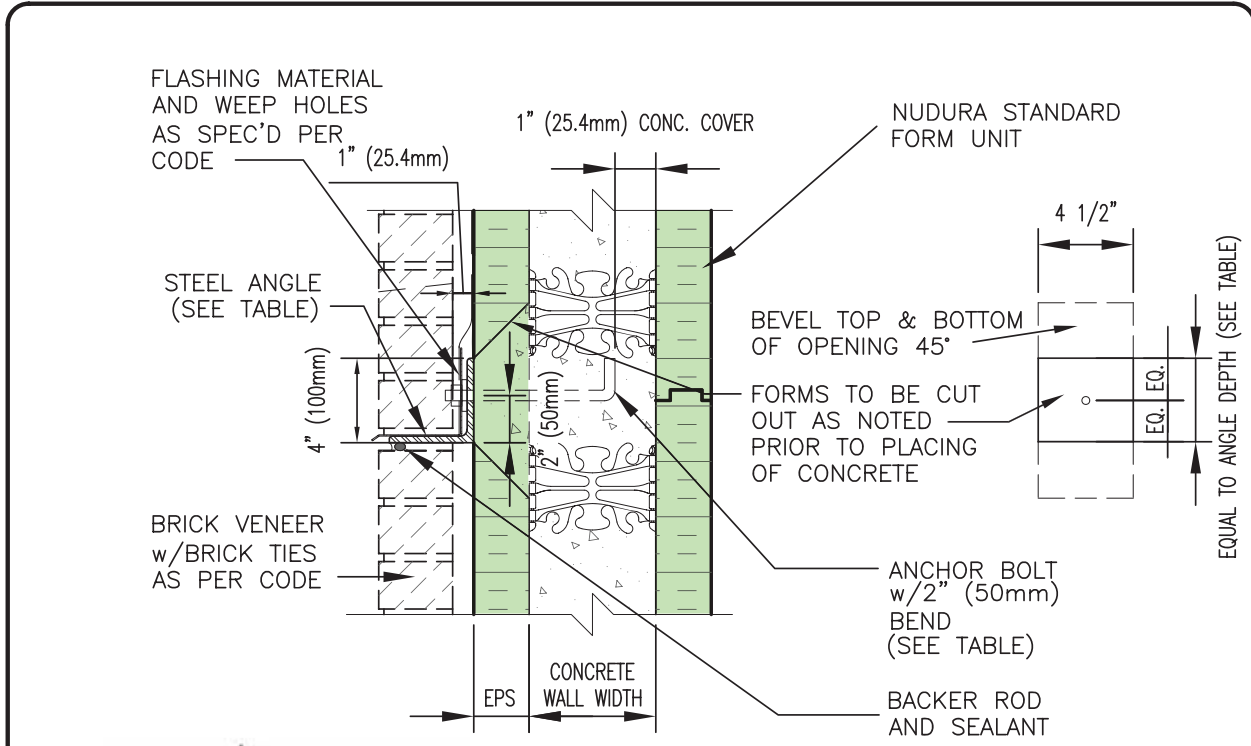 FLASHING MATERIAL
AND WEEP HOLES
AS SPEC'D PER
CODE
1" (25.4mm)
1" (25.4mm) CONC. COVER
NUDURA STANDARD
FORM UNIT
4 1/2"
STEEL ANGLE
(SEE TABLE)
BEVEL TOP & BOTTOM
OF OPENING 45°
EQUAL TO ANGLE DEPTH (SEE TABLE)
EQ.
EQ.
4" (100mm)
2" (50mm)
FORMS TO BE CUT
OUT AS NOTED
PRIOR TO PLACING
OF CONCRETE
BRICK VENEER
w/BRICK TIES
AS PER CODE
ANCHOR BOLT
w/2" (50mm)
BEND
(SEE TABLE)
EPS
CONCRETE
WALL WIDTH
BACKER ROD
AND SEALANT